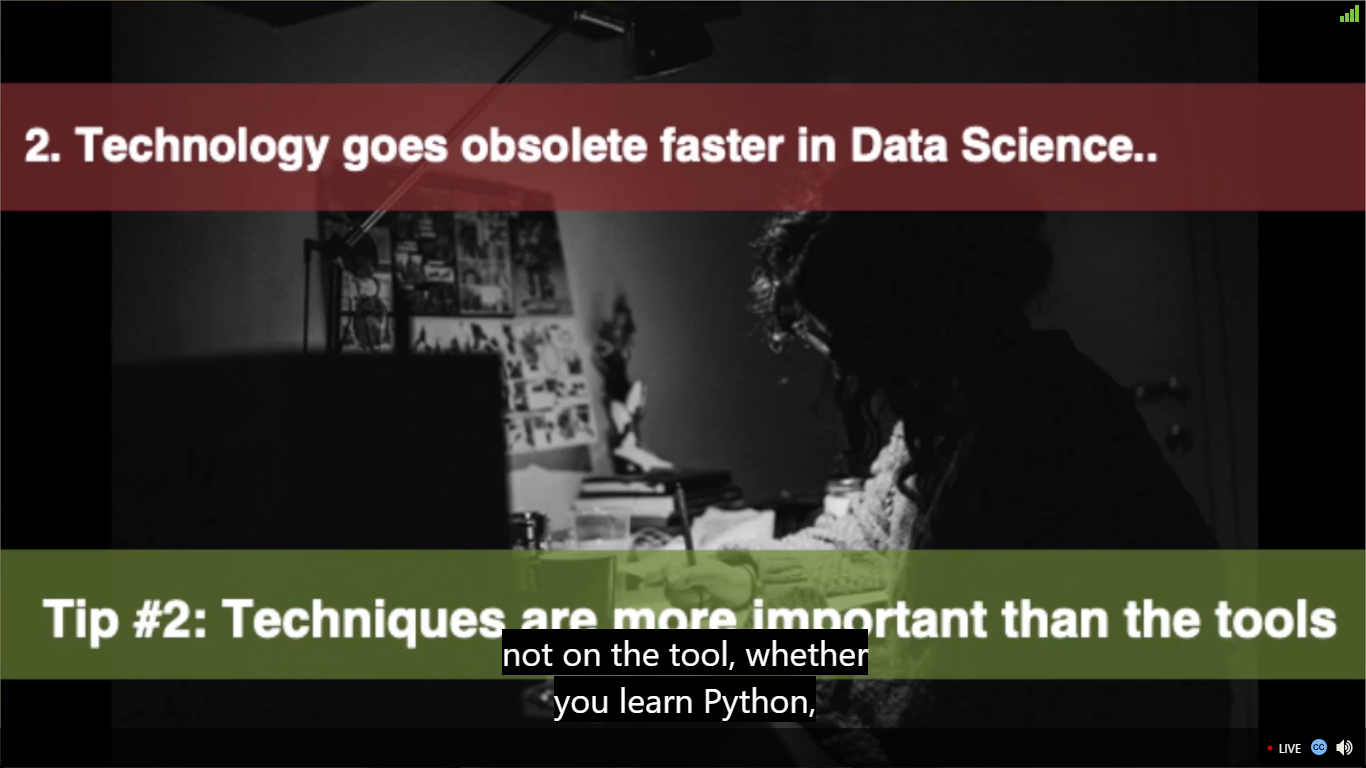 2. Technology goes obsolete faster in Data Science..
Tip #2: Techniques are more important than the tools
not on the tool, whether
you learn Python,
LIVE
CC